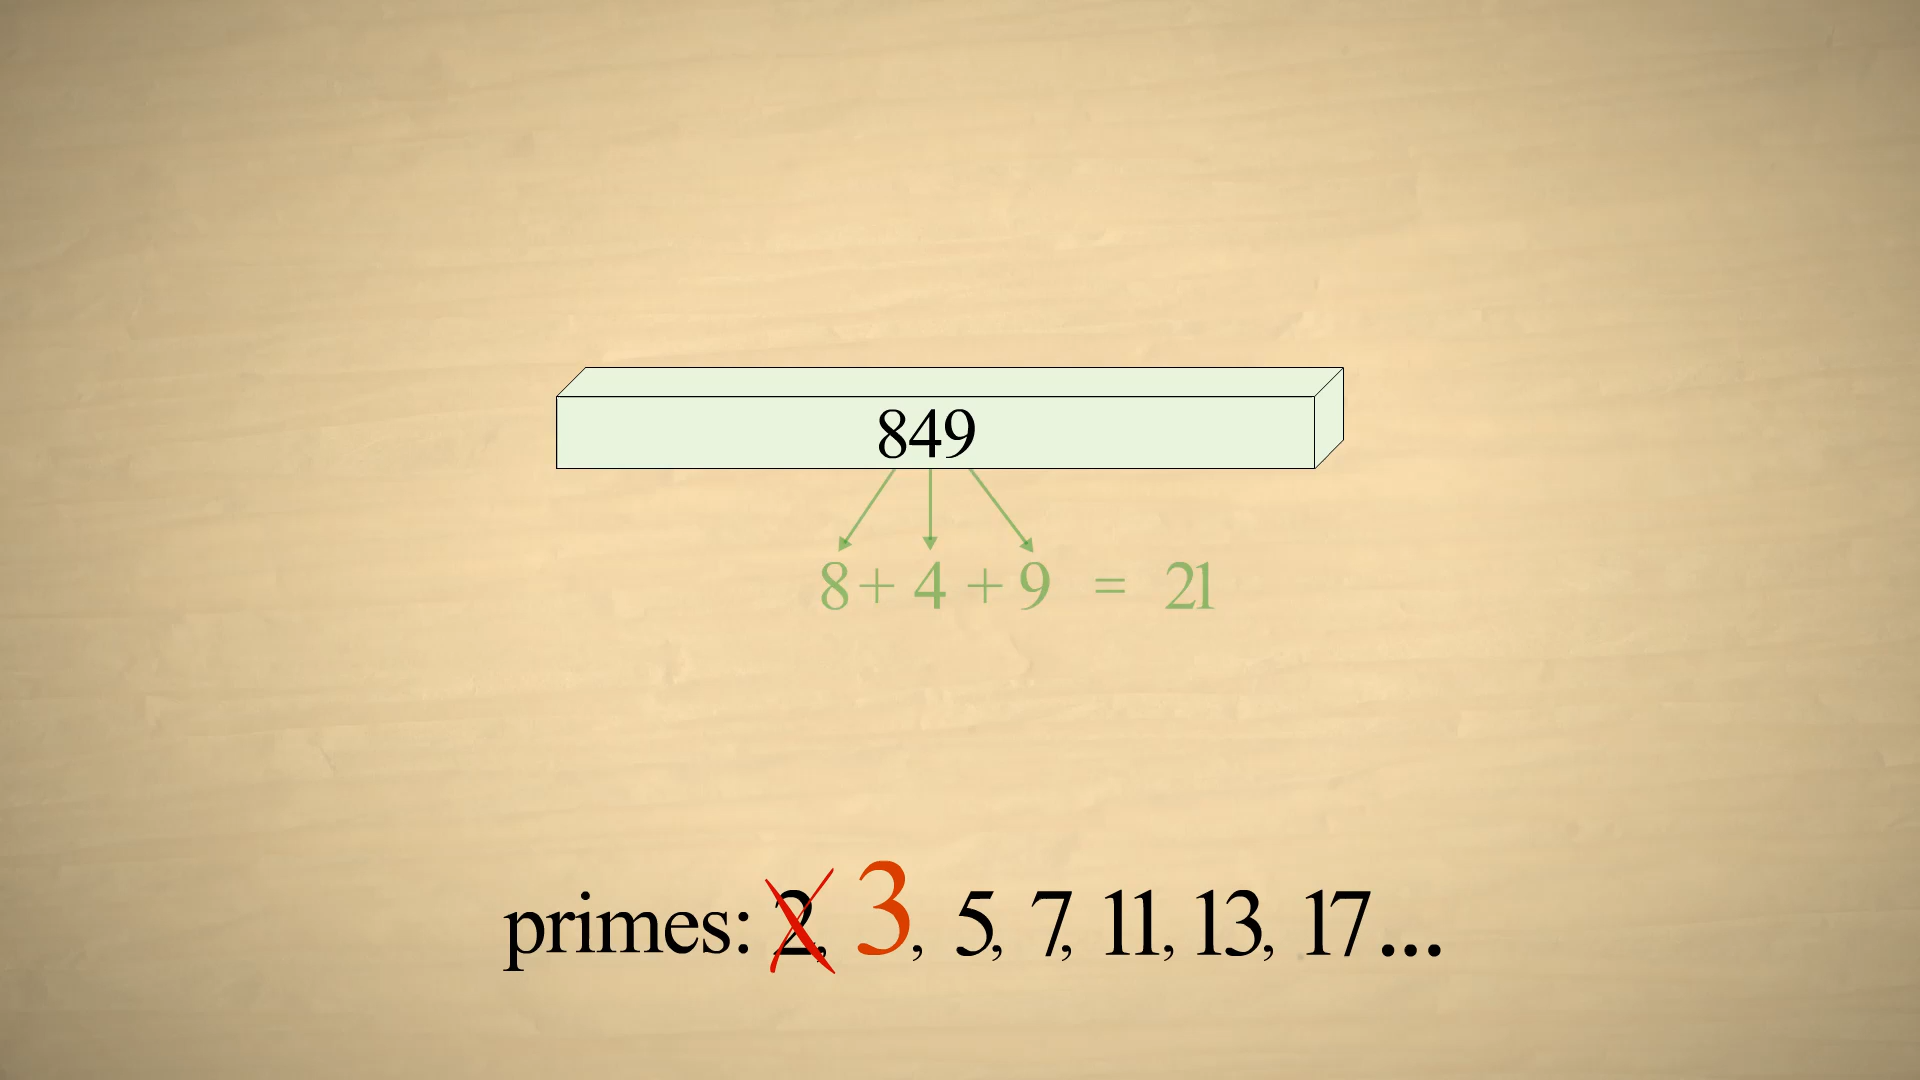 849
8 + 4 + 9 = 21
primes: 2, 3, 5, 7, 11, 13, 17...